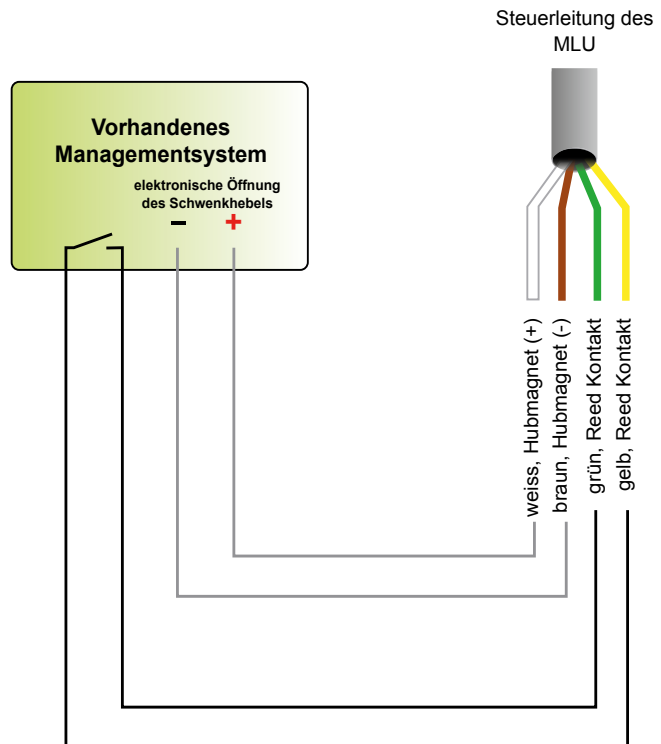 Steuerleitung des
MLU
Vorhandenes
Managementsystem
elektronische Öffnung
des Schwenkhebels
– +
weiss, Hubmagnet (+)
braun, Hubmagnet (-)
grün, Reed Kontakt
gelb, Reed Kontakt